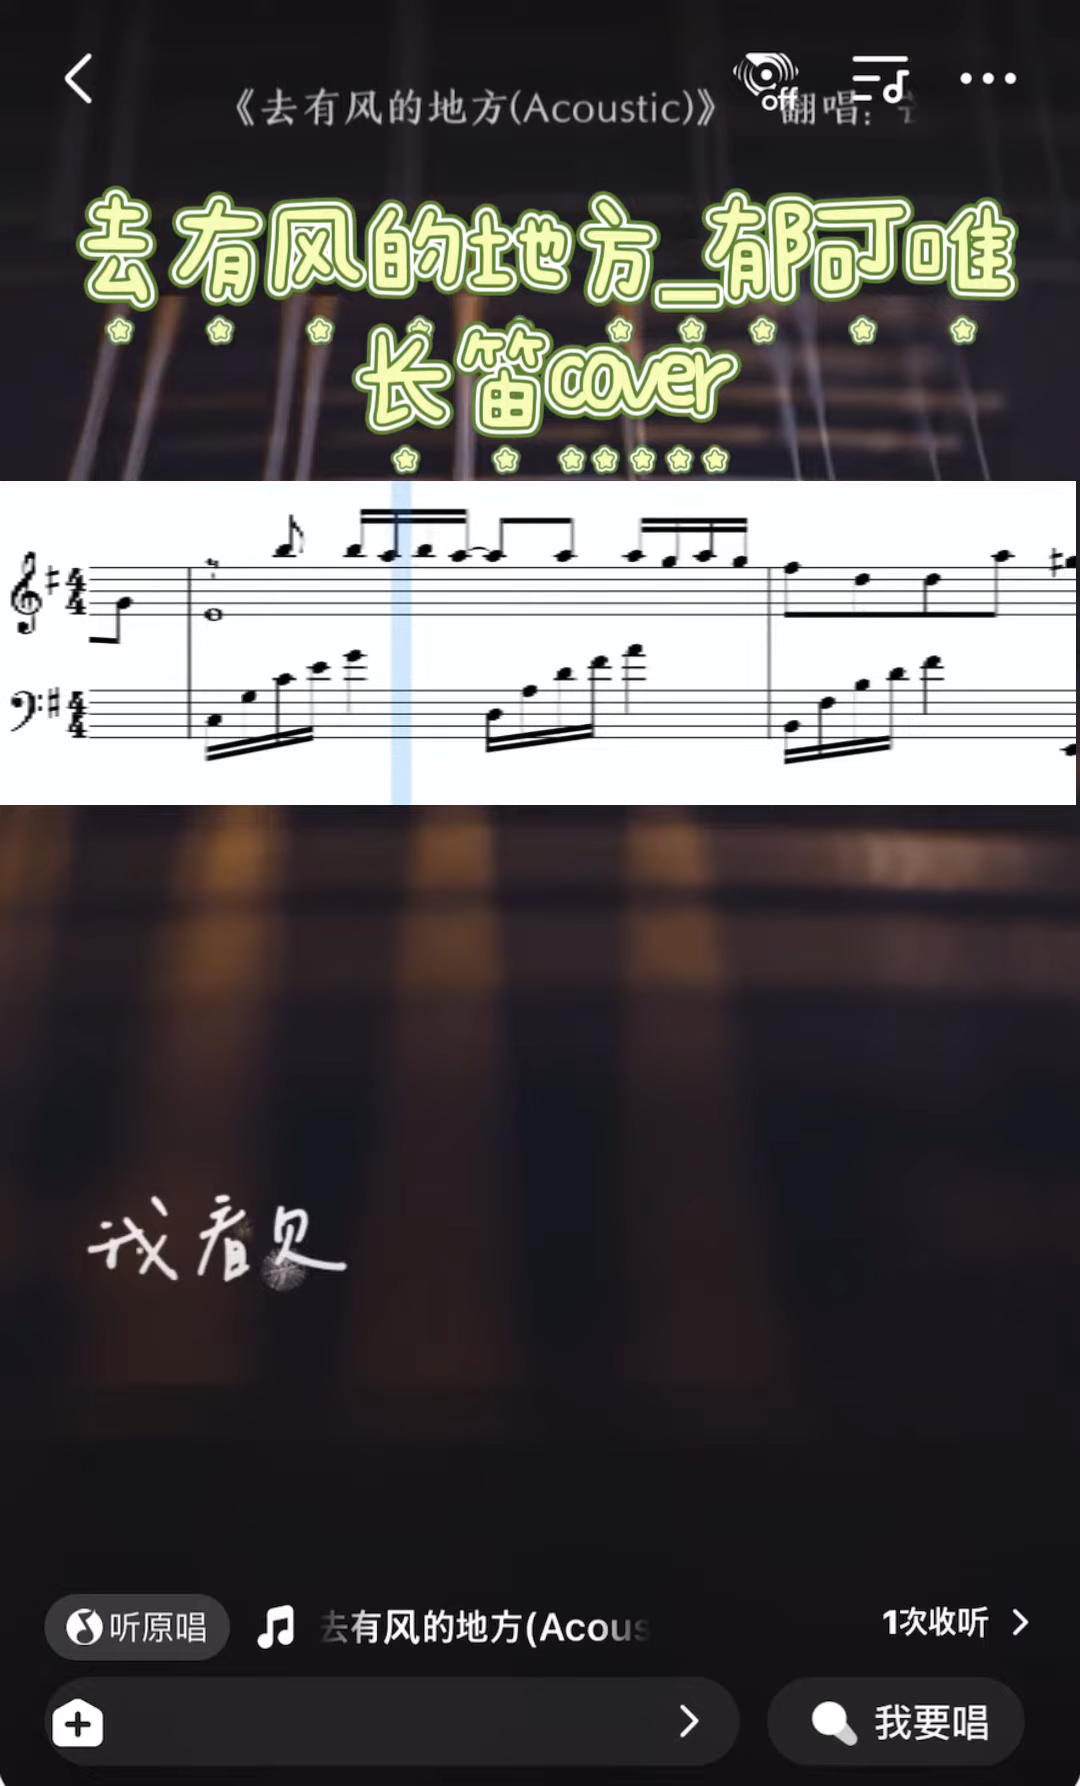 《去有风的地方(Acoustic)》 翻唱:
off
去有风的地方_郁可唯
长笛cover
我看见
听原唱 去有风的地方(Acous 1次收听
我要唱